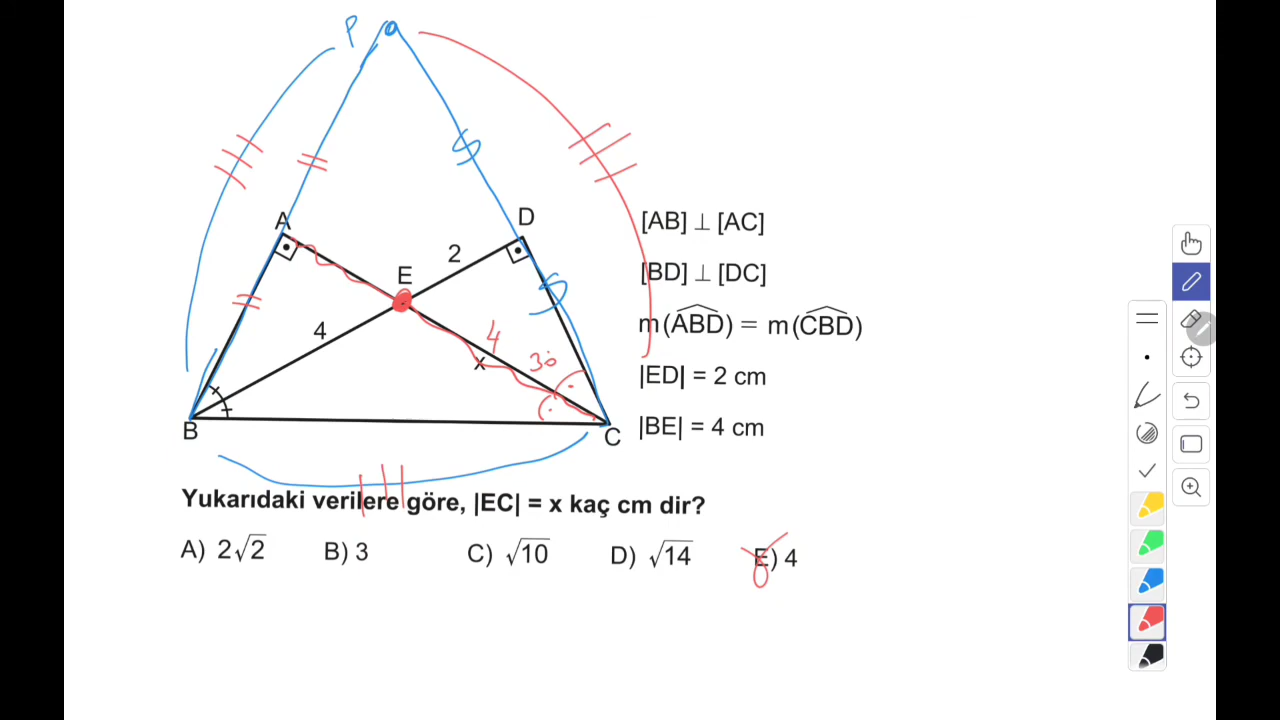 P
A
D
E
2
[AB] ⊥ [AC]
[BD] ⊥ [DC]
4
4
30
x
m(ABD) = m(CBD)
|ED| = 2 cm
|BE| = 4 cm
B
C
Yukarıdaki verilere göre, |EC| = x kaç cm dir?
A) 2√2 B) 3 C) √10 D) √14 E) 4